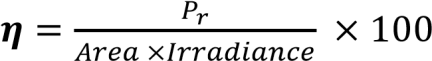 η = P_r / (Area × Irradiance) × 100